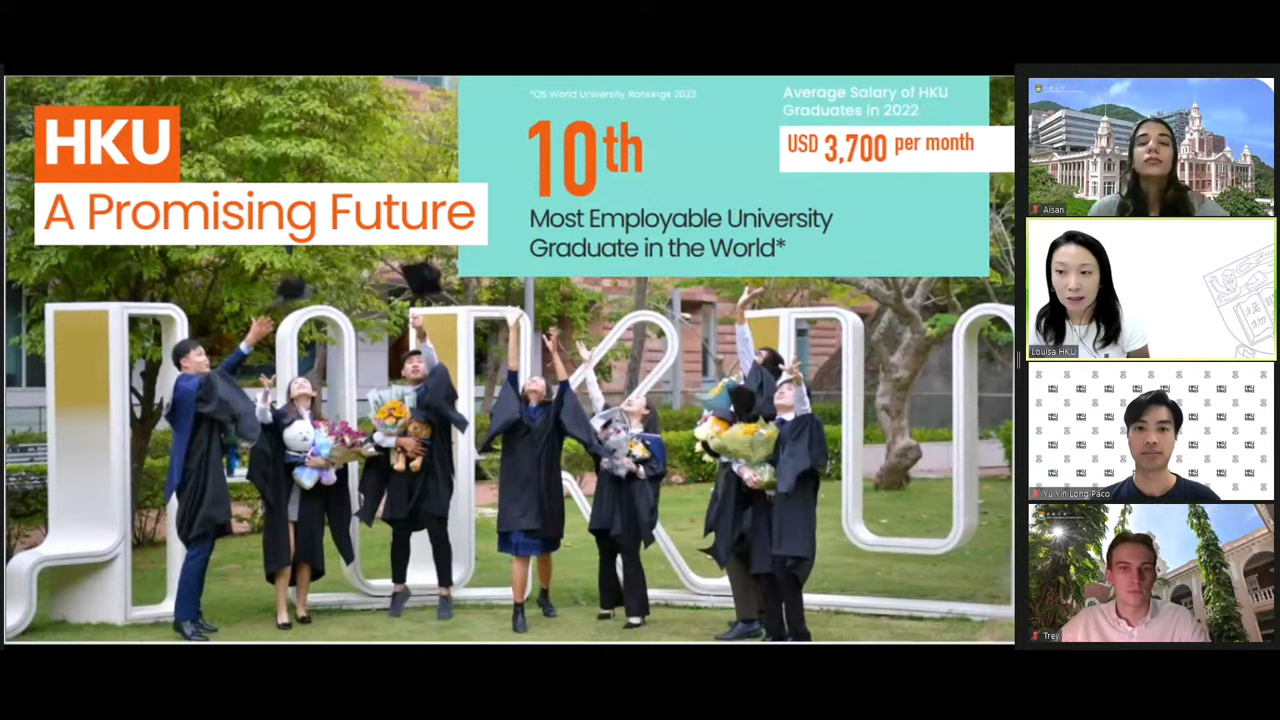 HKU
A Promising Future
*QS World University Rankings 2023
10th
Most Employable University
Graduate in the World*
Average Salary of HKU
Graduates in 2022
USD 3,700 per month
Aisan
Louisa HKU
Yu Yin Long Paco
Trey